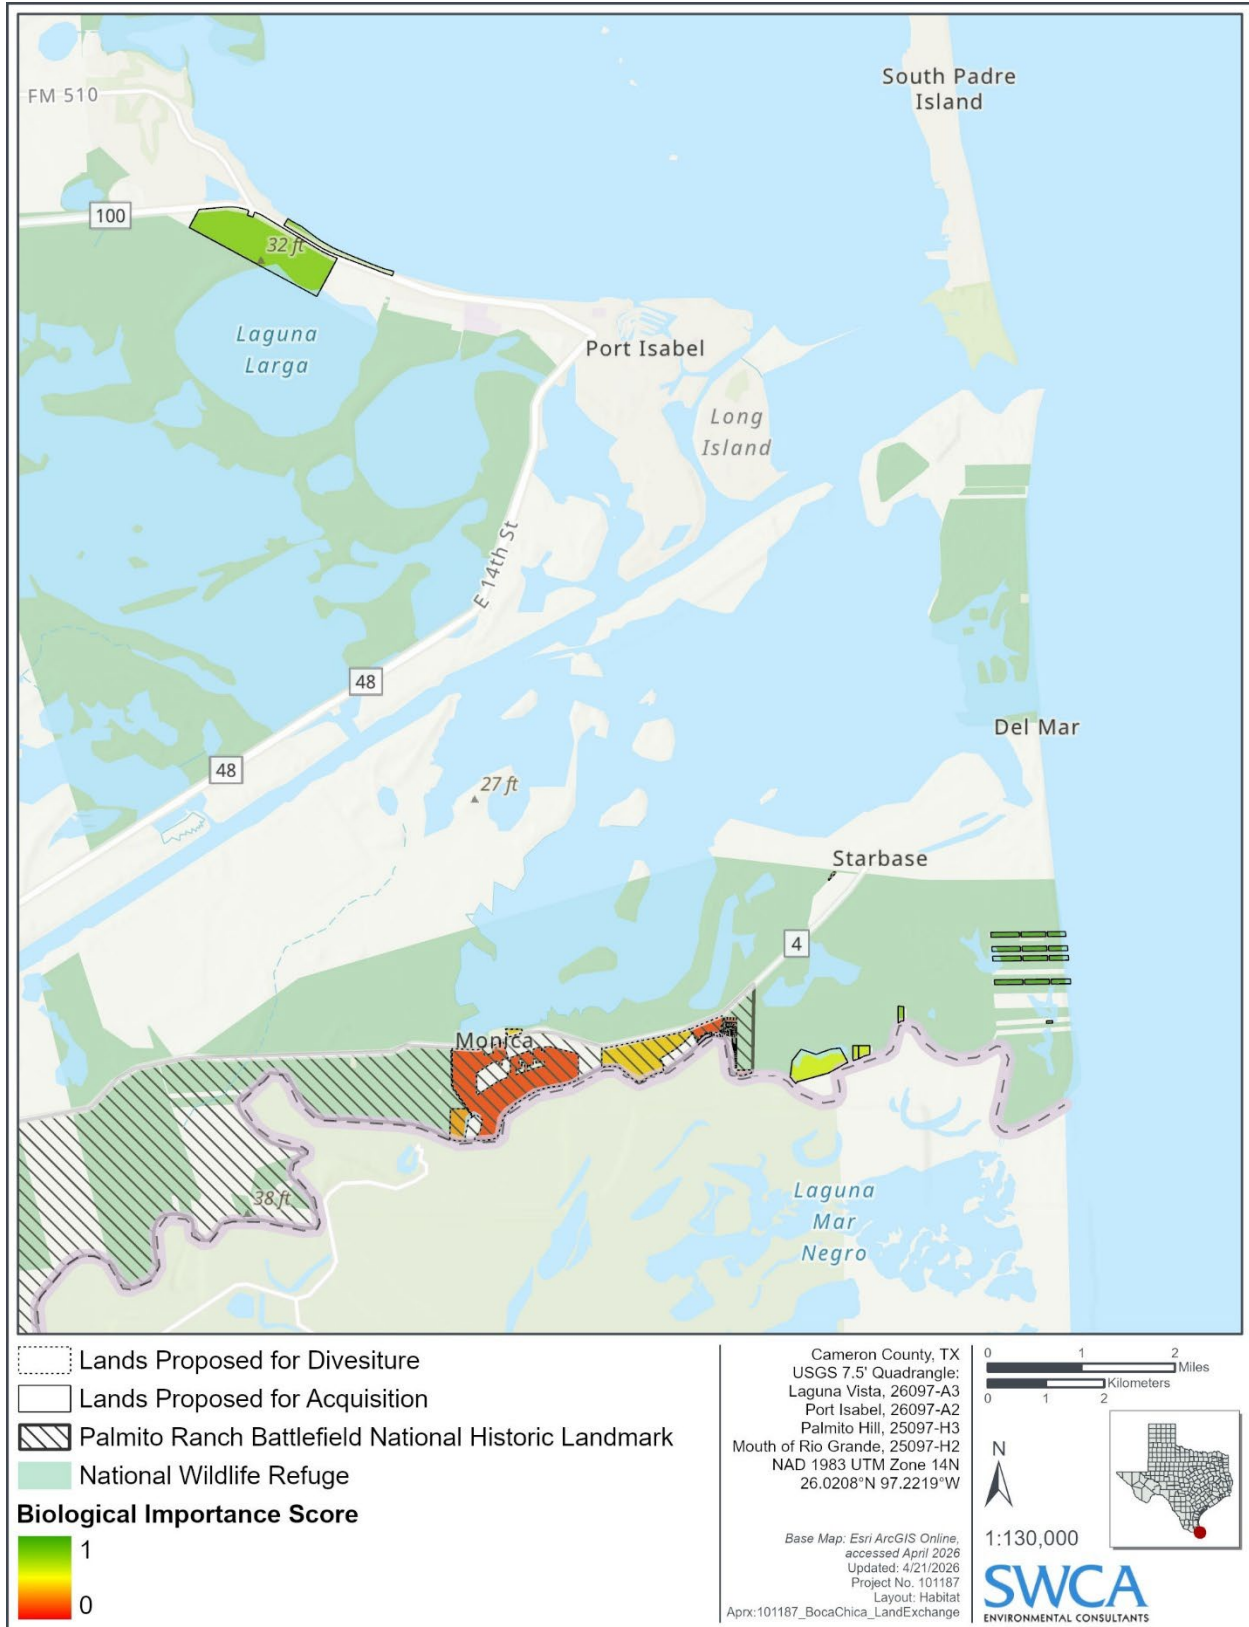 South Padre
Island
FM 510
100
32 ft
Laguna
Larga
Port Isabel
Long
Island
E 14th St
48
Del Mar
48
27 ft
Starbase
4
Monica
38 ft
Laguna
Mar
Negro
Lands Proposed for Divesiture
Lands Proposed for Acquisition
Palmito Ranch Battlefield National Historic Landmark
National Wildlife Refuge
Biological Importance Score
1
0
Cameron County, TX
USGS 7.5' Quadrangle:
Laguna Vista, 26097-A3
Port Isabel, 26097-A2
Palmito Hill, 25097-H3
Mouth of Rio Grande, 25097-H2
NAD 1983 UTM Zone 14N
26.0208°N 97.2219°W
Base Map: Esri ArcGIS Online,
accessed April 2026
Updated: 4/21/2026
Project No. 101187
Layout: Habitat
Aprx:101187_BocaChica_LandExchange
0 1 2
Miles
Kilometers
0 1 2
N
1:130,000
SWCA
ENVIRONMENTAL CONSULTANTS